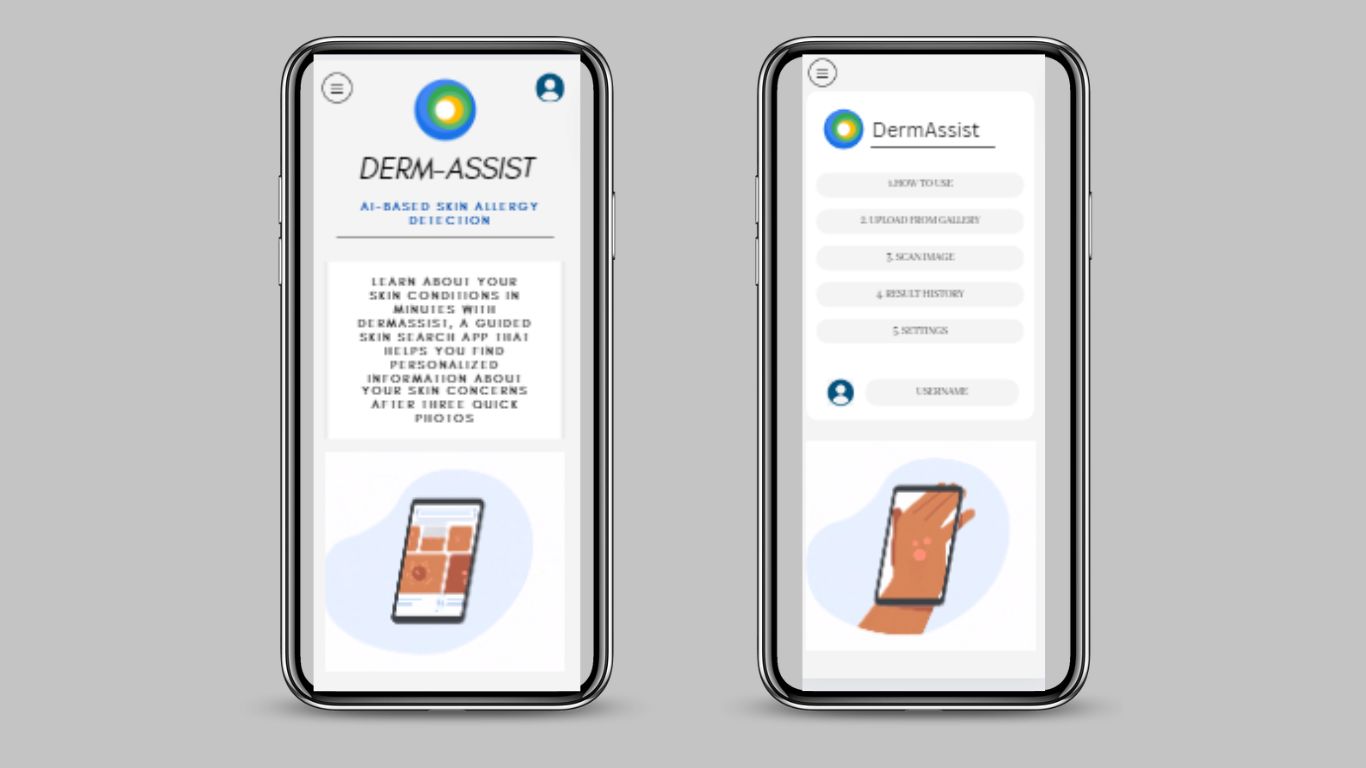 DERM-ASSIST
AI-BASED SKIN ALLERGY
DETECTION
LEARN ABOUT YOUR
SKIN CONDITIONS IN
MINUTES WITH
DERMASSIST, A GUIDED
SKIN SEARCH APP THAT
HELPS YOU FIND
PERSONALIZED
INFORMATION ABOUT
YOUR SKIN CONCERNS
AFTER THREE QUICK
PHOTOS
DermAssist
1.HOW TO USE
2. UPLOAD FROM GALLERY
3. SCAN IMAGE
4. RESULT HISTORY
5. SETTINGS
USERNAME